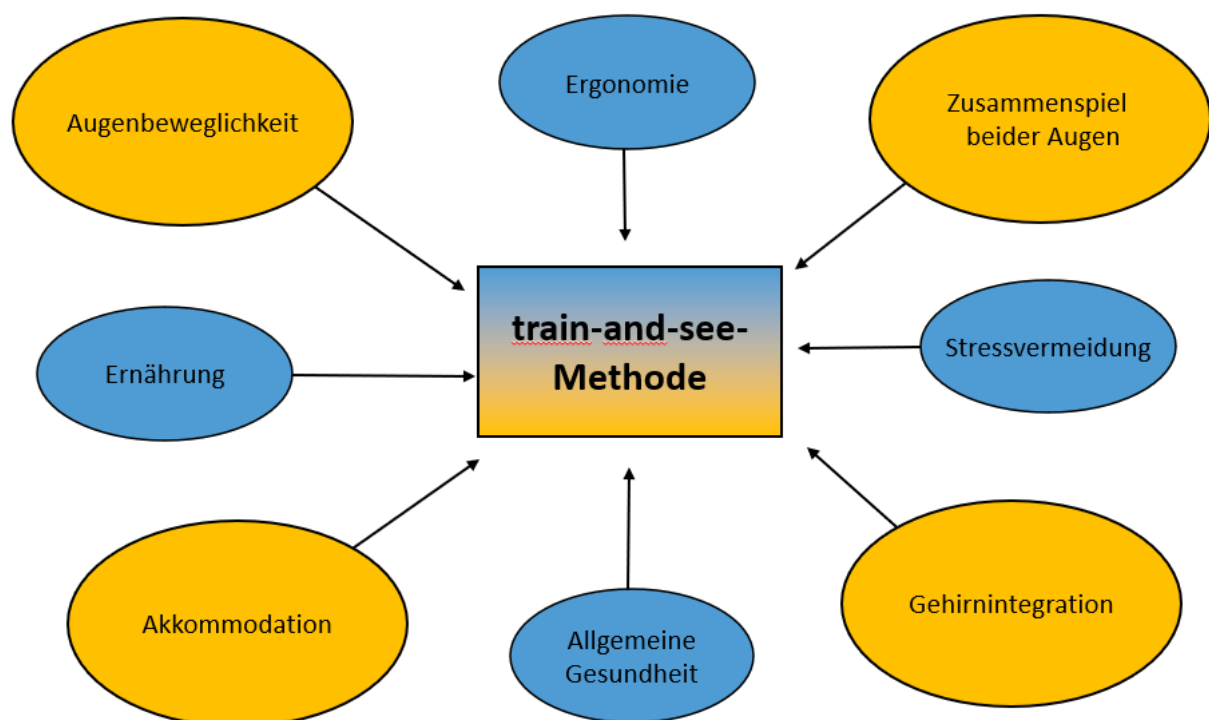 Augenbeweglichkeit
Ergonomie
Zusammenspiel
beider Augen
train-and-see-
Methode
Ernährung
Stressvermeidung
Akkommodation
Allgemeine
Gesundheit
Gehirnintegration